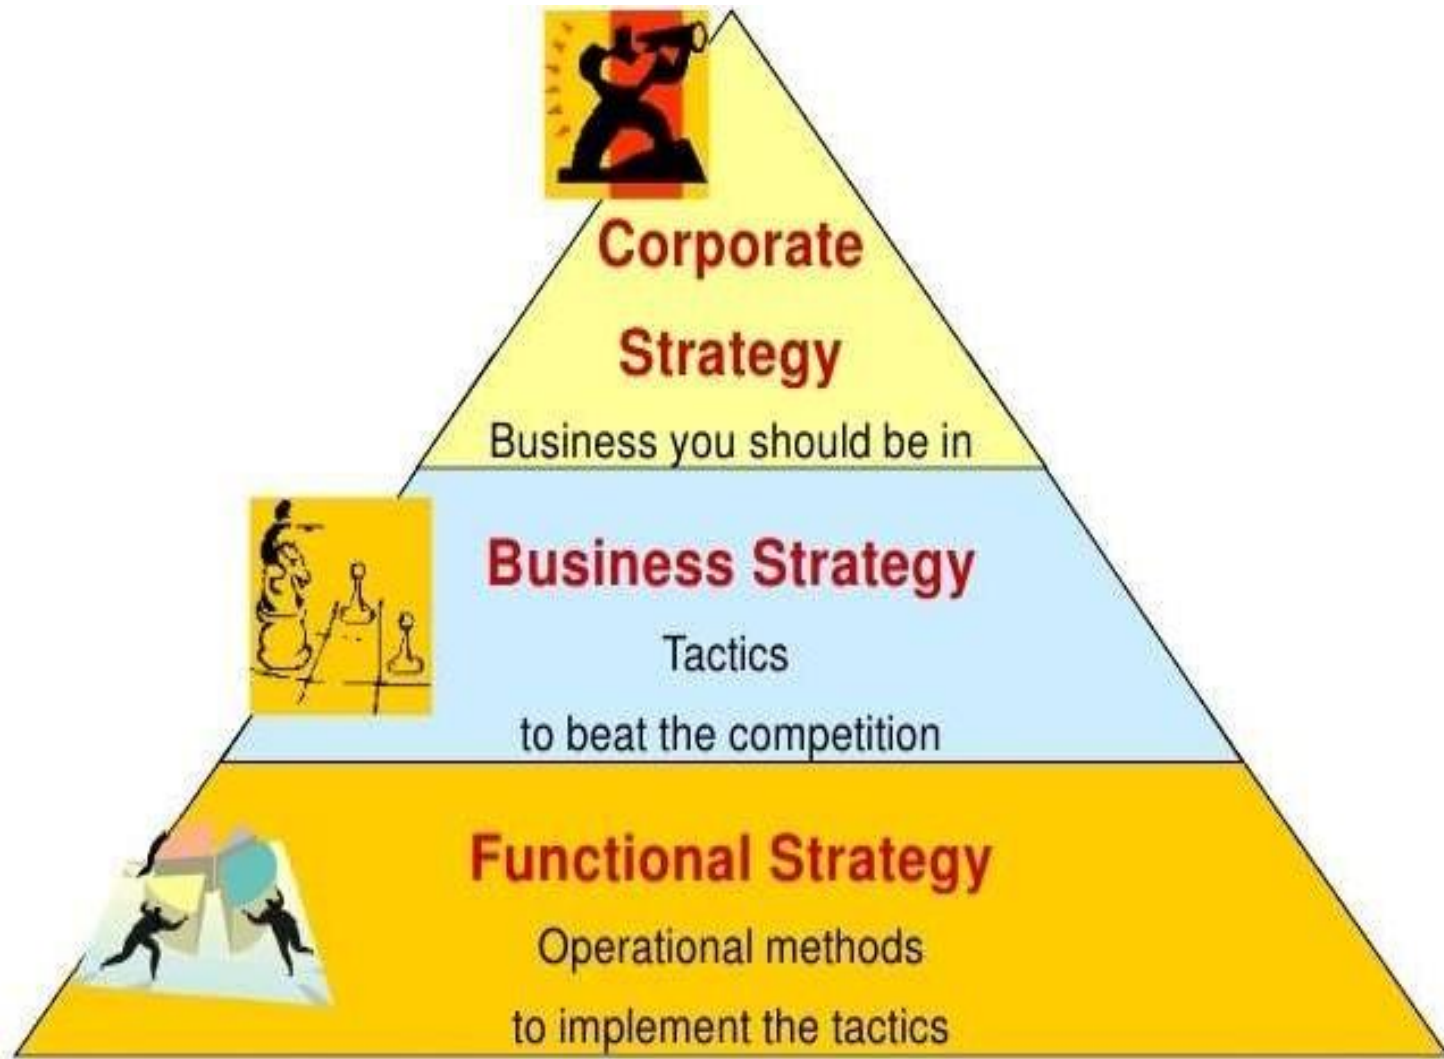 Corporate
Strategy
Business you should be in
Business Strategy
Tactics
to beat the competition
Functional Strategy
Operational methods
to implement the tactics